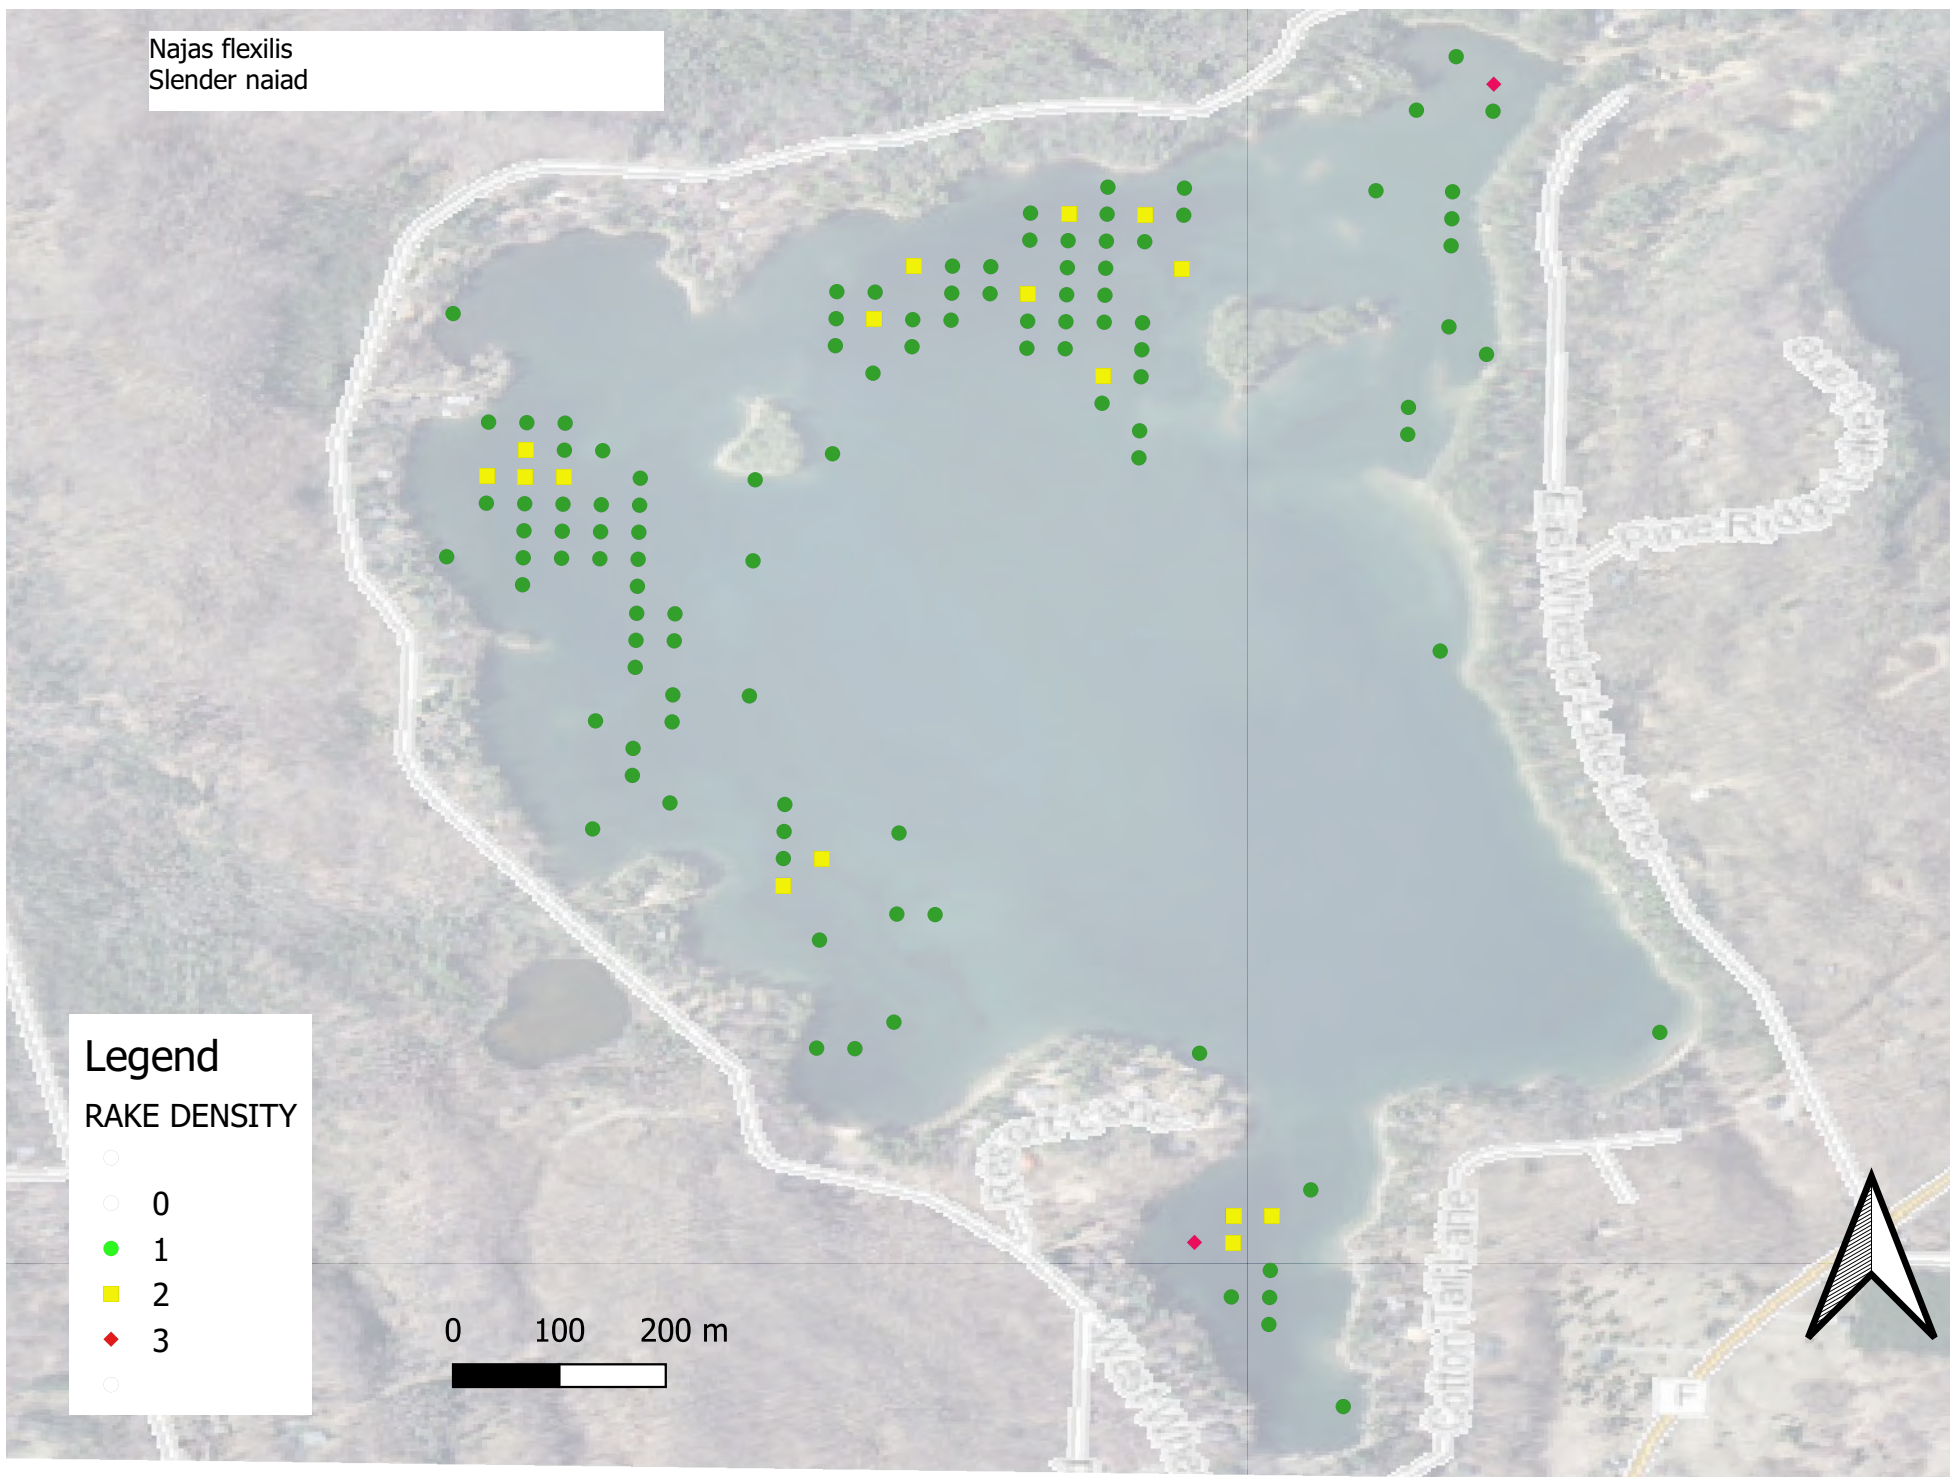 Najas flexilis
Slender naiad
Legend
RAKE DENSITY
0
1
2
3
0 100 200 m
F